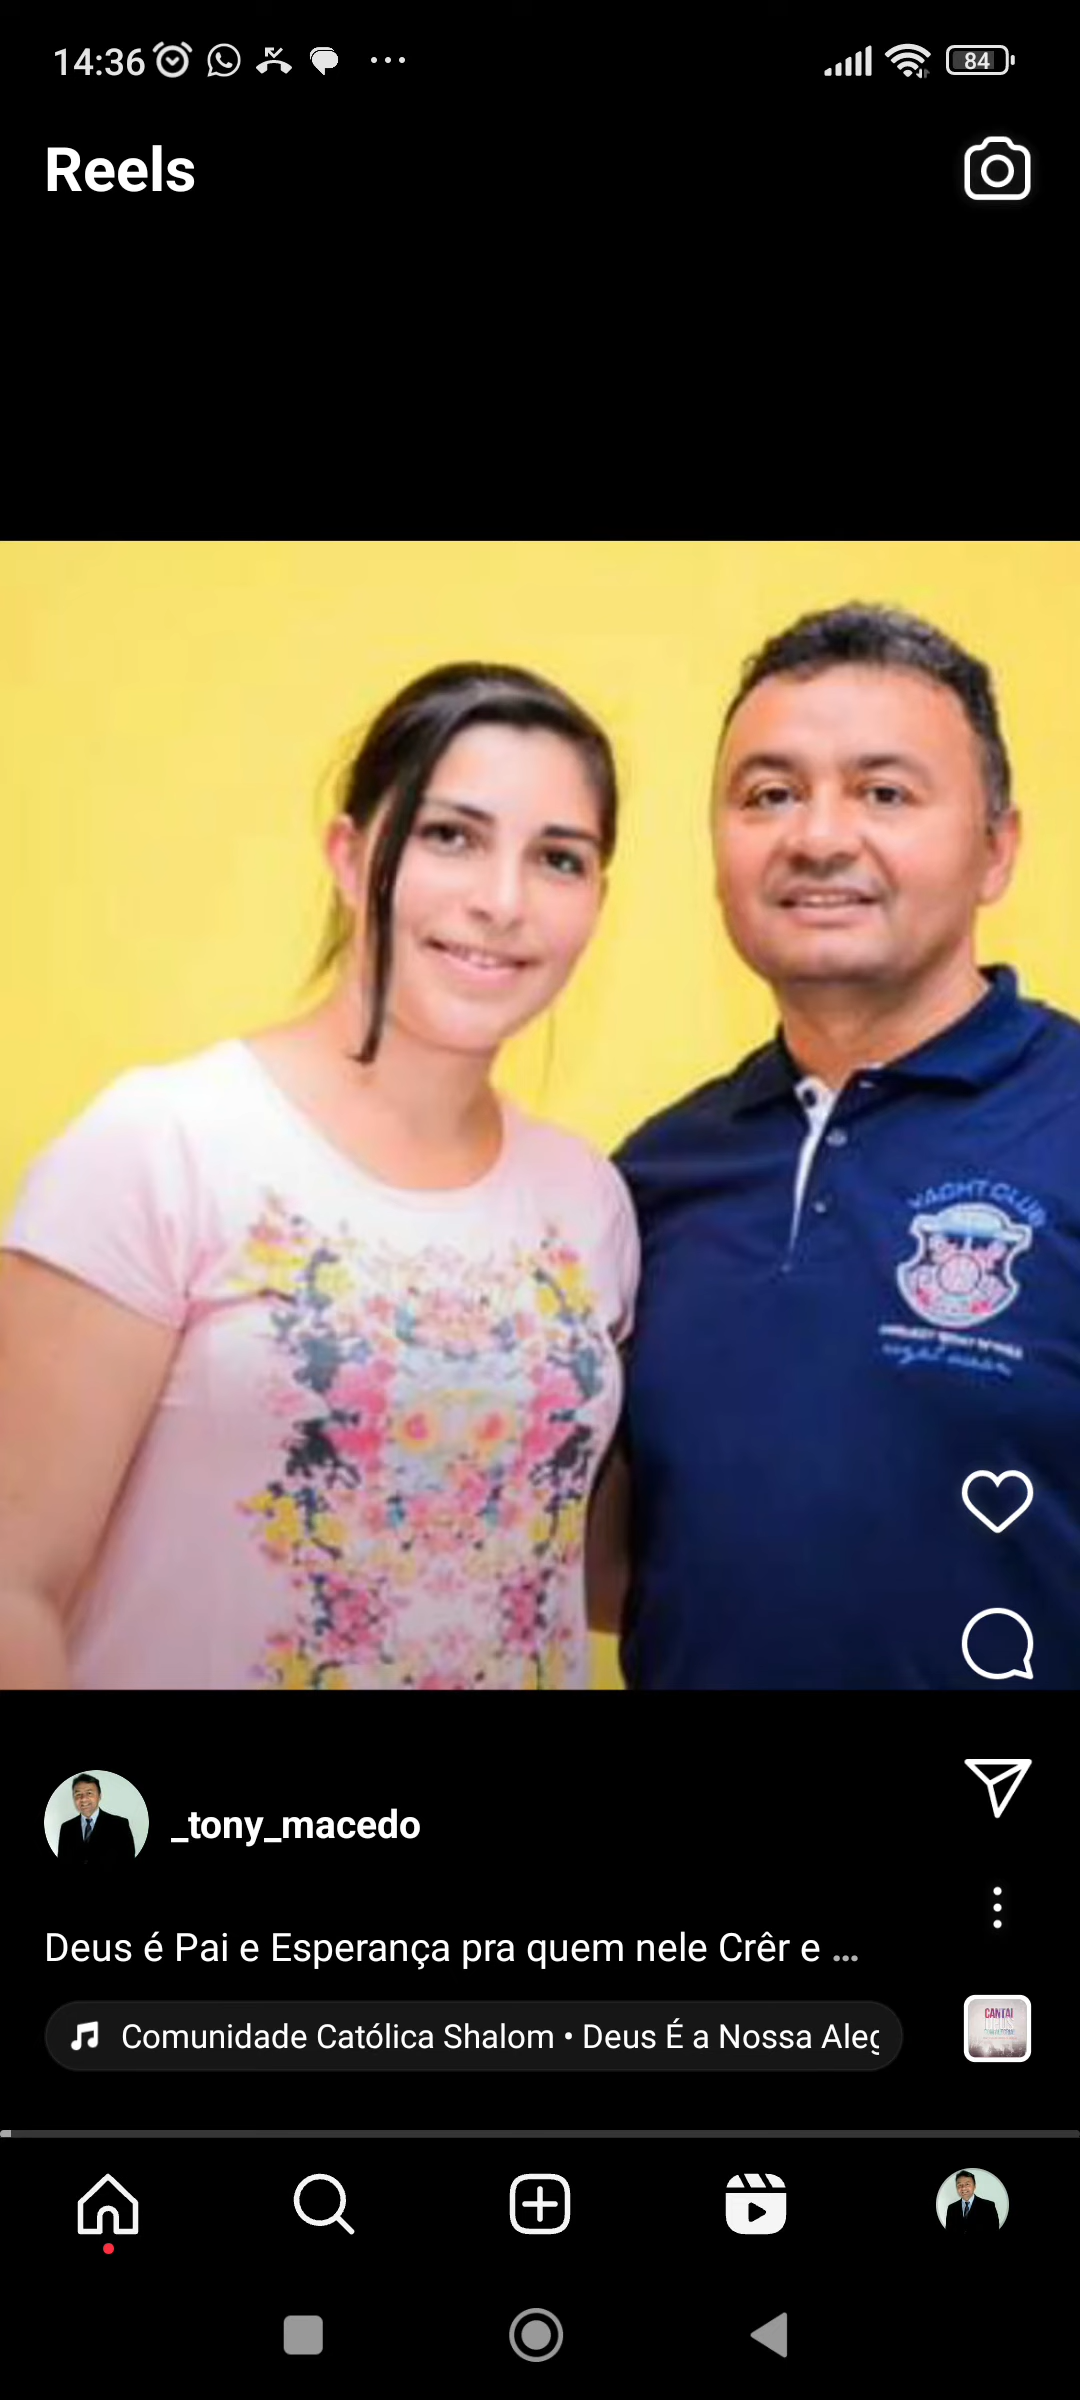 14:36
84
Reels
YACHT CLUB
_tony_macedo
Deus é Pai e Esperança pra quem nele Crêr e ...
Comunidade Católica Shalom • Deus É a Nossa Aleg
CANTAI